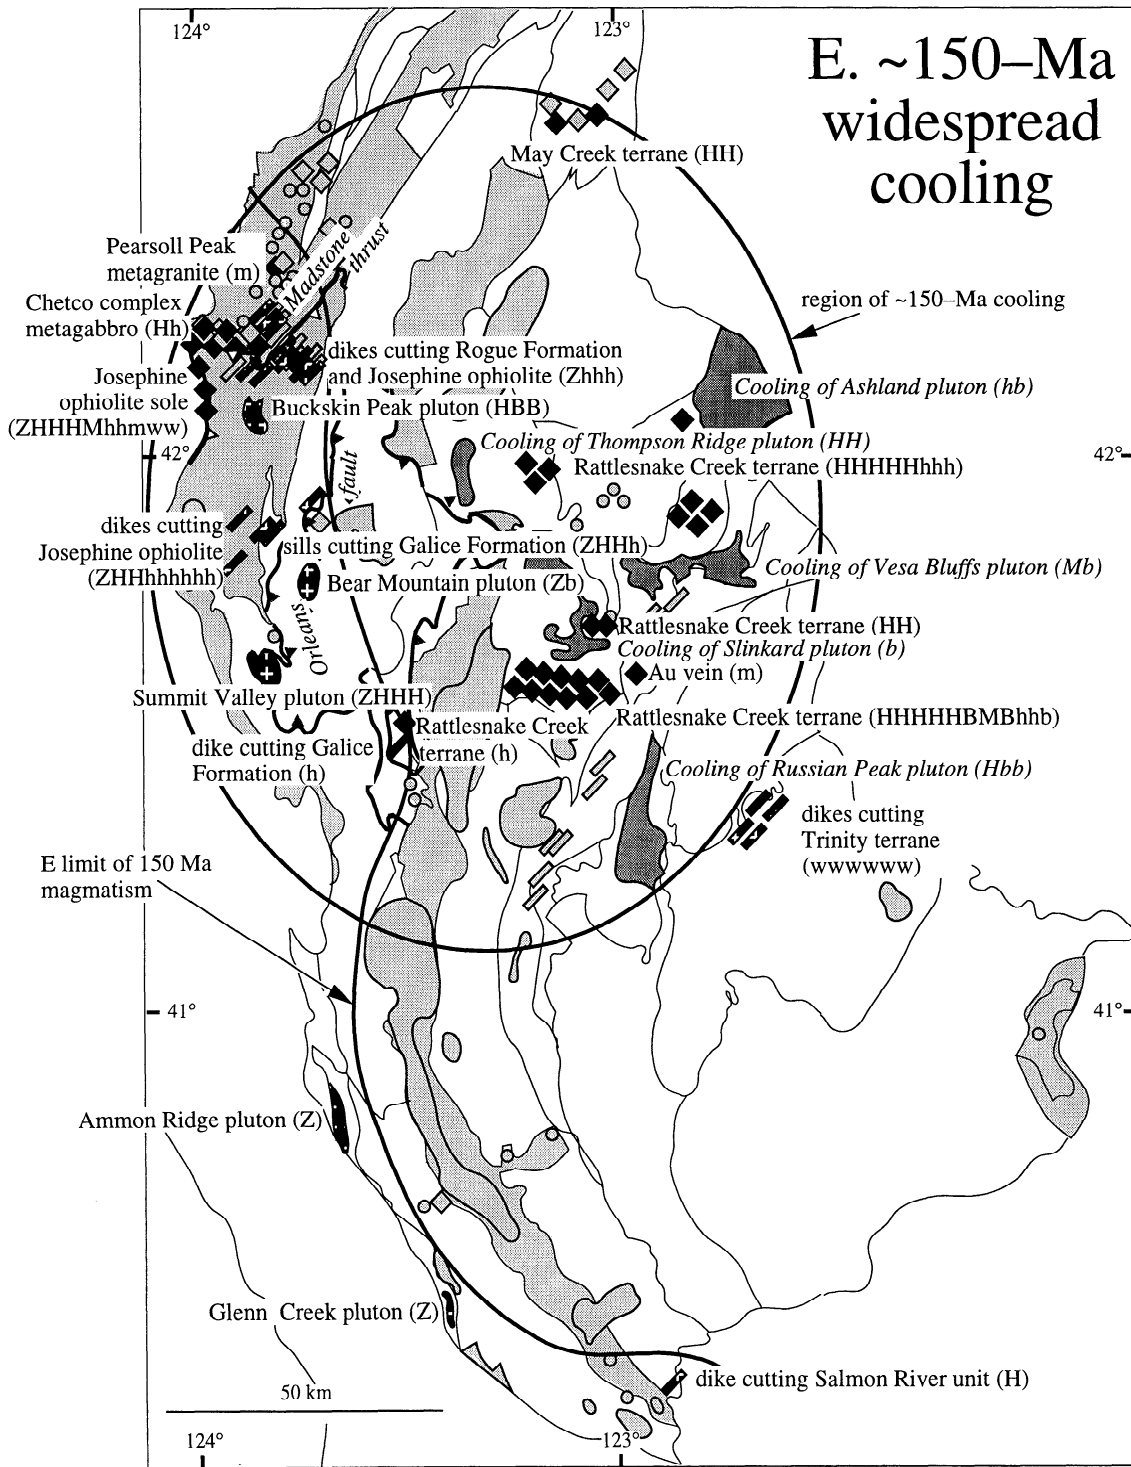 124°
123°
E. ~150–Ma
widespread
cooling
May Creek terrane (HH)
Pearsoll Peak
metagranite (m)
Madstone
thrust
Chetco complex
metagabbro (Hh)
region of ~150–Ma cooling
dikes cutting Rogue Formation
and Josephine ophiolite (Zhhh)
Josephine
ophiolite sole
(ZHHHMhhmww)
Cooling of Ashland pluton (hb)
Buckskin Peak pluton (HBB)
Cooling of Thompson Ridge pluton (HH)
42°
42°
Rattlesnake Creek terrane (HHHHHhhh)
fault
dikes cutting
Josephine ophiolite
(ZHHhhhhhh)
sills cutting Galice Formation (ZHHh)
Cooling of Vesa Bluffs pluton (Mb)
Bear Mountain pluton (Zb)
Orleans
Rattlesnake Creek terrane (HH)
Cooling of Slinkard pluton (b)
Au vein (m)
Summit Valley pluton (ZHHH)
Rattlesnake Creek terrane (HHHHHBMBhhb)
Rattlesnake Creek
terrane (h)
dike cutting Galice
Formation (h)
Cooling of Russian Peak pluton (Hbb)
dikes cutting
Trinity terrane
(wwwwww)
E limit of 150 Ma
magmatism
41°
41°
Ammon Ridge pluton (Z)
Glenn Creek pluton (Z)
dike cutting Salmon River unit (H)
50 km
124°
123°